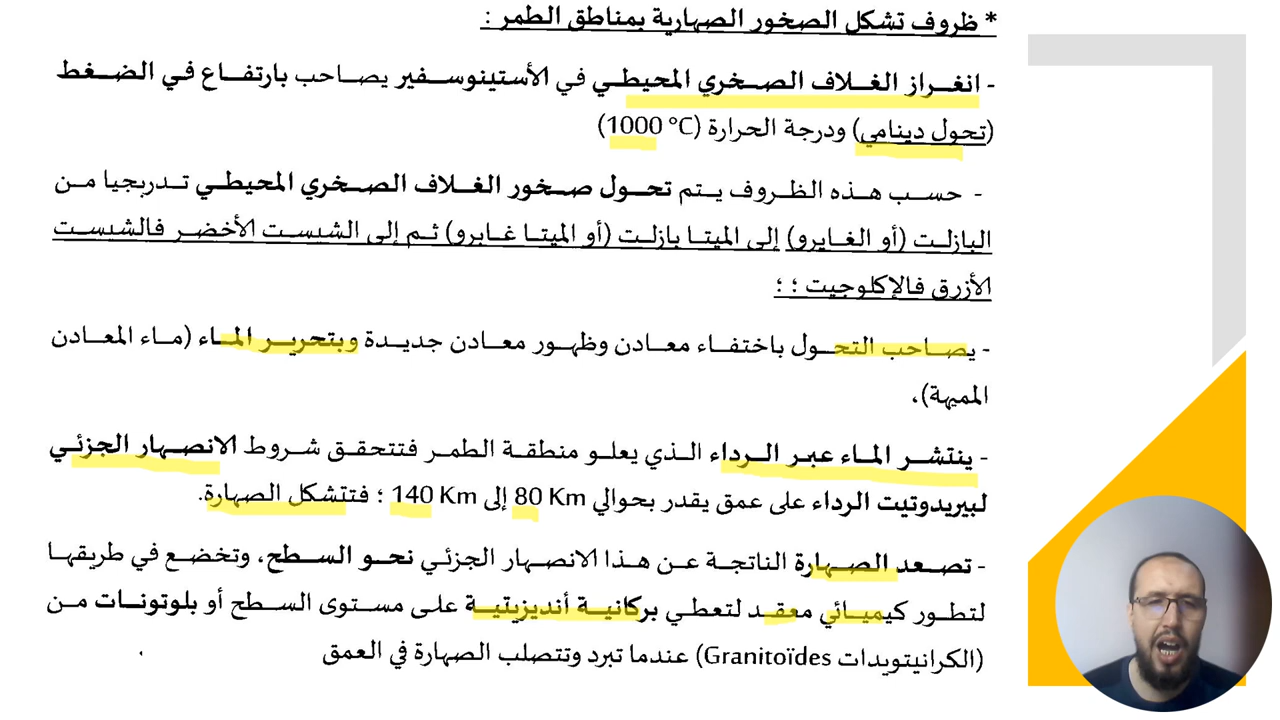 * ظروف تشكل الصخور الصهارية بمناطق الطمر :
- انغراز الغلاف الصخري المحيطي في الأستينوسفير يصاحب بارتفاع في الضغط
(تحول دينامي) ودرجة الحرارة (1000 °C)
- حسب هذه الظروف يتم تحول صخور الغلاف الصخري المحيطي تدريجيا من
البازلت (أو الغابرو) إلى الميتا بازلت (أو الميتا غابرو) ثم إلى الشيست الأخضر فالشيست
الأزرق فالإكلوجيت ؛ ؛
- يصاحب التحول باختفاء معادن وظهور معادن جديدة وبتحرير الماء (ماء المعادن
المميهة)،
- ينتشر الماء عبر الرداء الذي يعلو منطقة الطمر فتتحقق شروط الانصهار الجزئي
لبيريدوتيت الرداء على عمق يقدر بحوالي 80 Km إلى 140 Km ؛ فتتشكل الصهارة.
- تصعد الصهارة الناتجة عن هذا الانصهار الجزئي نحو السطح، وتخضع في طريقها
لتطور كيميائي معقد لتعطي بركانية أنديزيتية على مستوى السطح أو بلوتونات من
(الكرانيتويدات Granitoïdes) عندما تبرد وتتصلب الصهارة في العمق